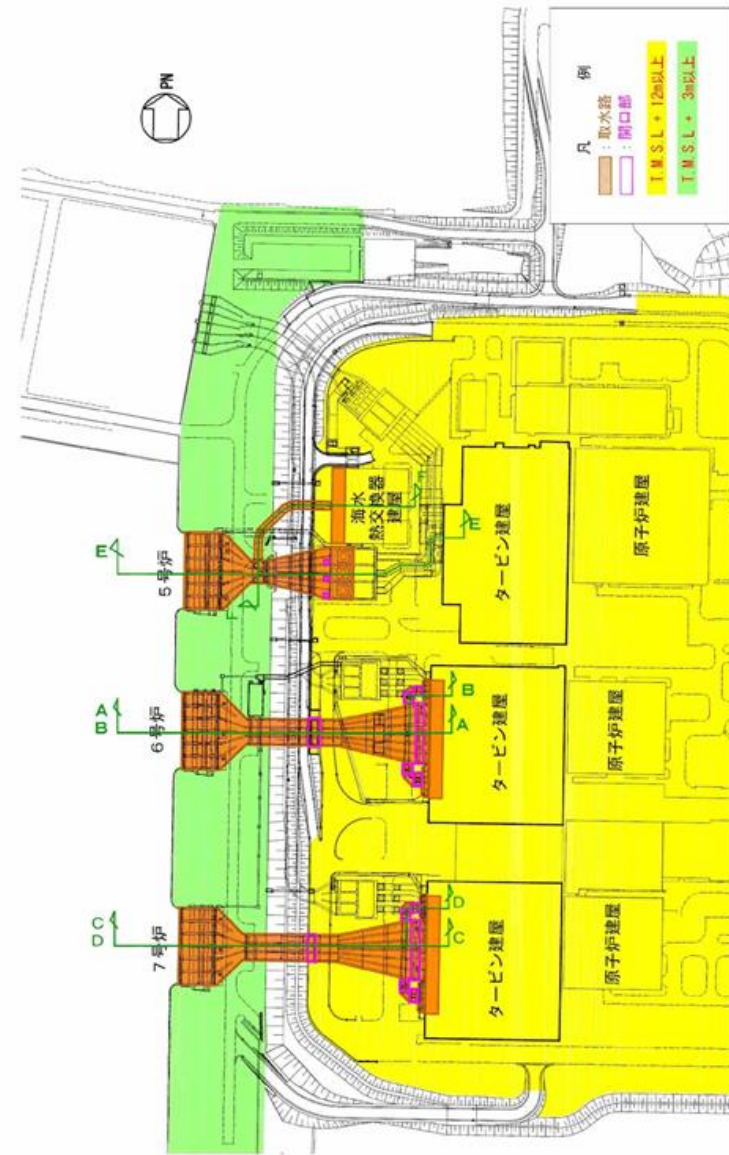 PN
凡 例
：取水路
：開口部
T.M.S.L + 12m以上
T.M.S.L + 3m以上
7号炉
6号炉
5号炉
C
D
A
B
E
F
F
E
B
A
D
C
海水
熱交換器
建屋
タービン建屋
タービン建屋
タービン建屋
原子炉建屋
原子炉建屋
原子炉建屋